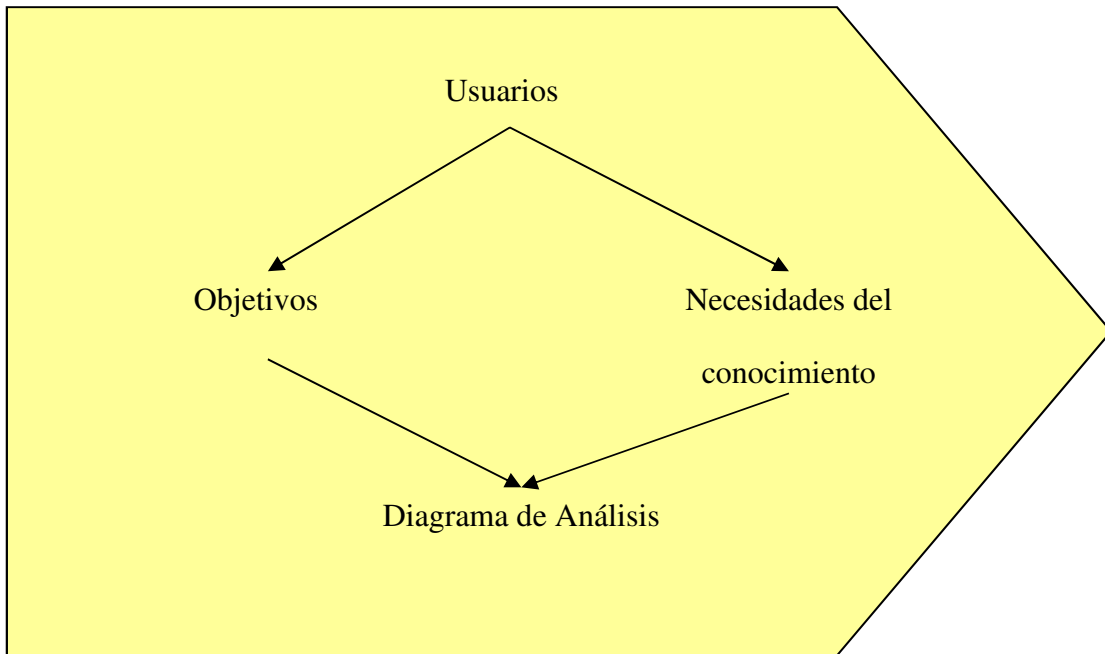 Usuarios
Objetivos
Necesidades del
conocimiento
Diagrama de Análisis